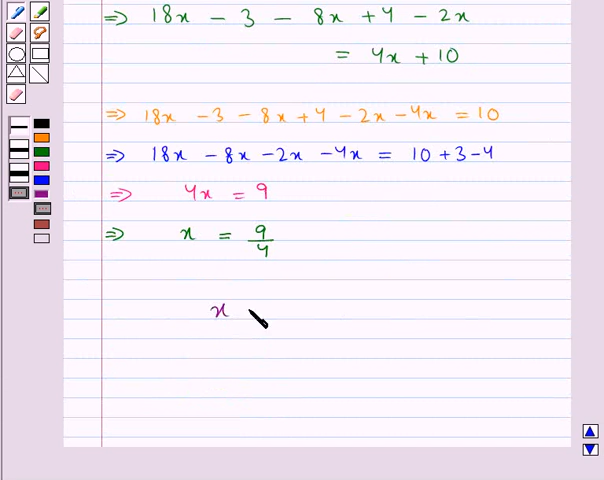 ⇒ 18x - 3 - 8x + 4 - 2x
= 4x + 10
⇒ 18x - 3 - 8x + 4 - 2x - 4x = 10
⇒ 18x - 8x - 2x - 4x = 10 + 3 - 4
⇒ 4x = 9
⇒ x = 9/4
x